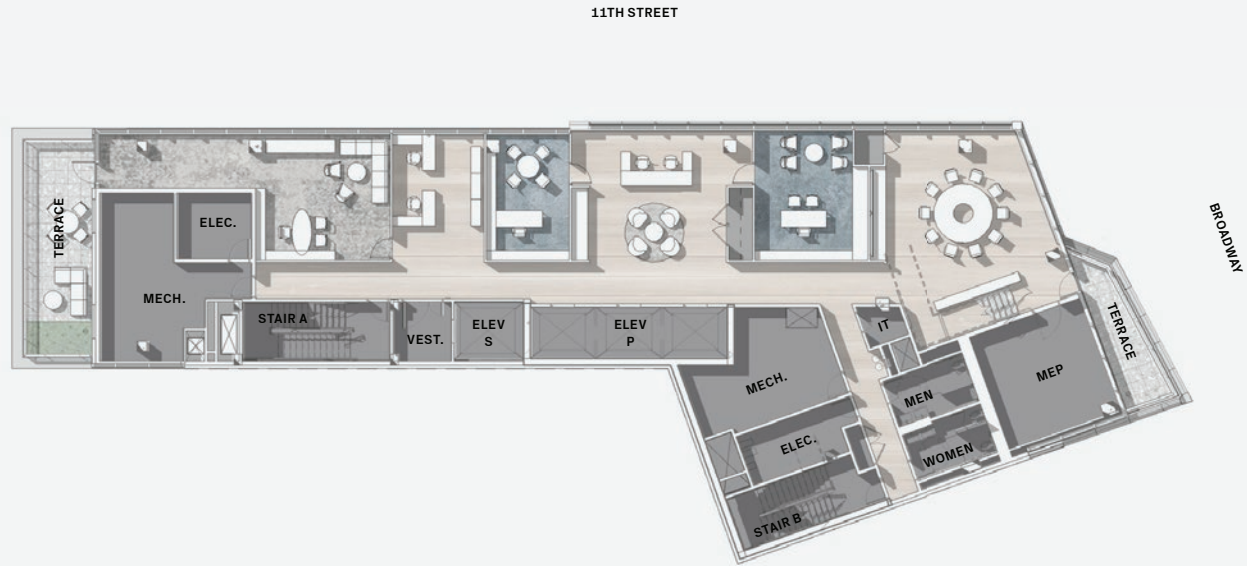 11TH STREET
BROADWAY
TERRACE
ELEC.
MECH.
STAIR A
VEST.
ELEV
S
ELEV
P
IT
MECH.
MEN
MEP
TERRACE
ELEC.
WOMEN
STAIR B